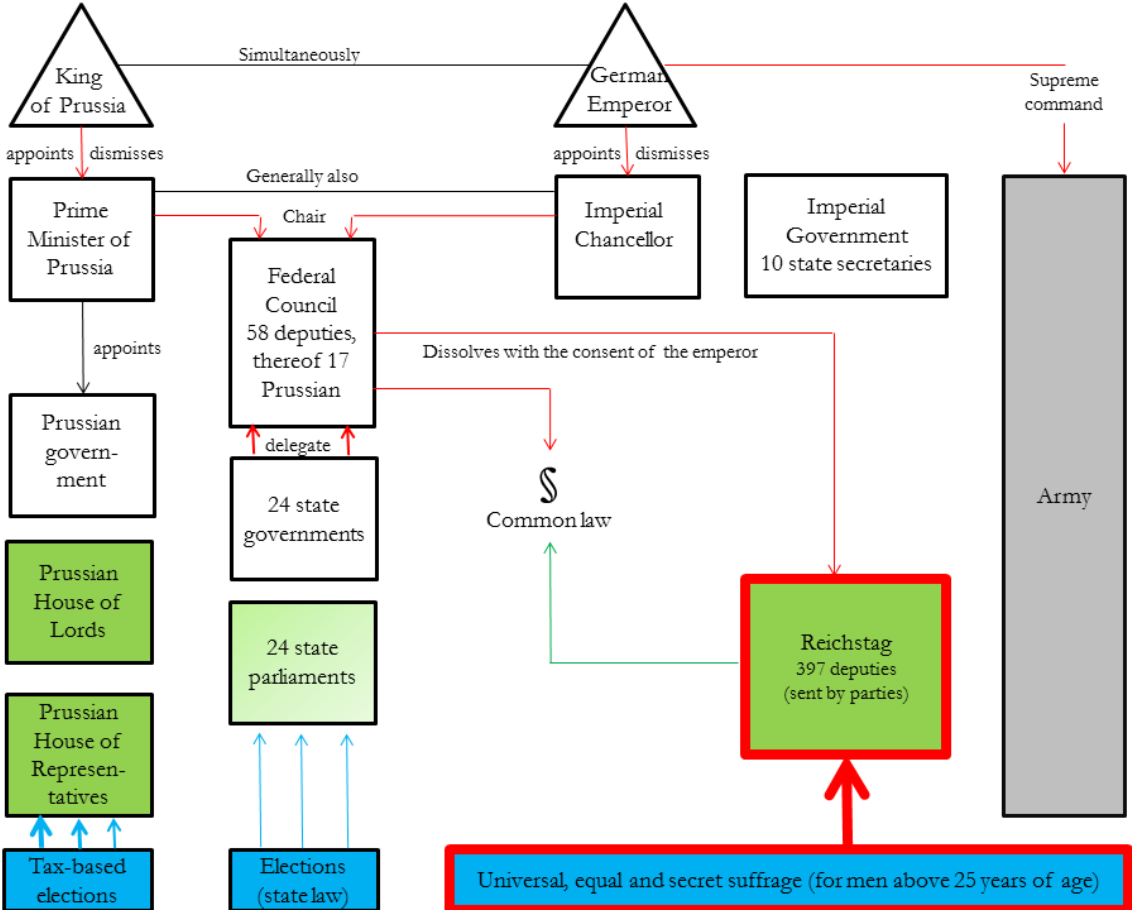 Simultaneously
King
of Prussia
German
Emperor
Supreme
command
appoints dismisses
appoints dismisses
Generally also
Prime
Minister of
Prussia
Chair
Imperial
Chancellor
Imperial
Government
10 state secretaries
Federal
Council
58 deputies,
thereof 17
Prussian
appoints
Dissolves with the consent of the emperor
Prussian
govern-
ment
delegate
24 state
governments
§
Common law
Army
Prussian
House of
Lords
24 state
parliaments
Reichstag
397 deputies
(sent by parties)
Prussian
House of
Represen-
tatives
Tax-based
elections
Elections
(state law)
Universal, equal and secret suffrage (for men above 25 years of age)